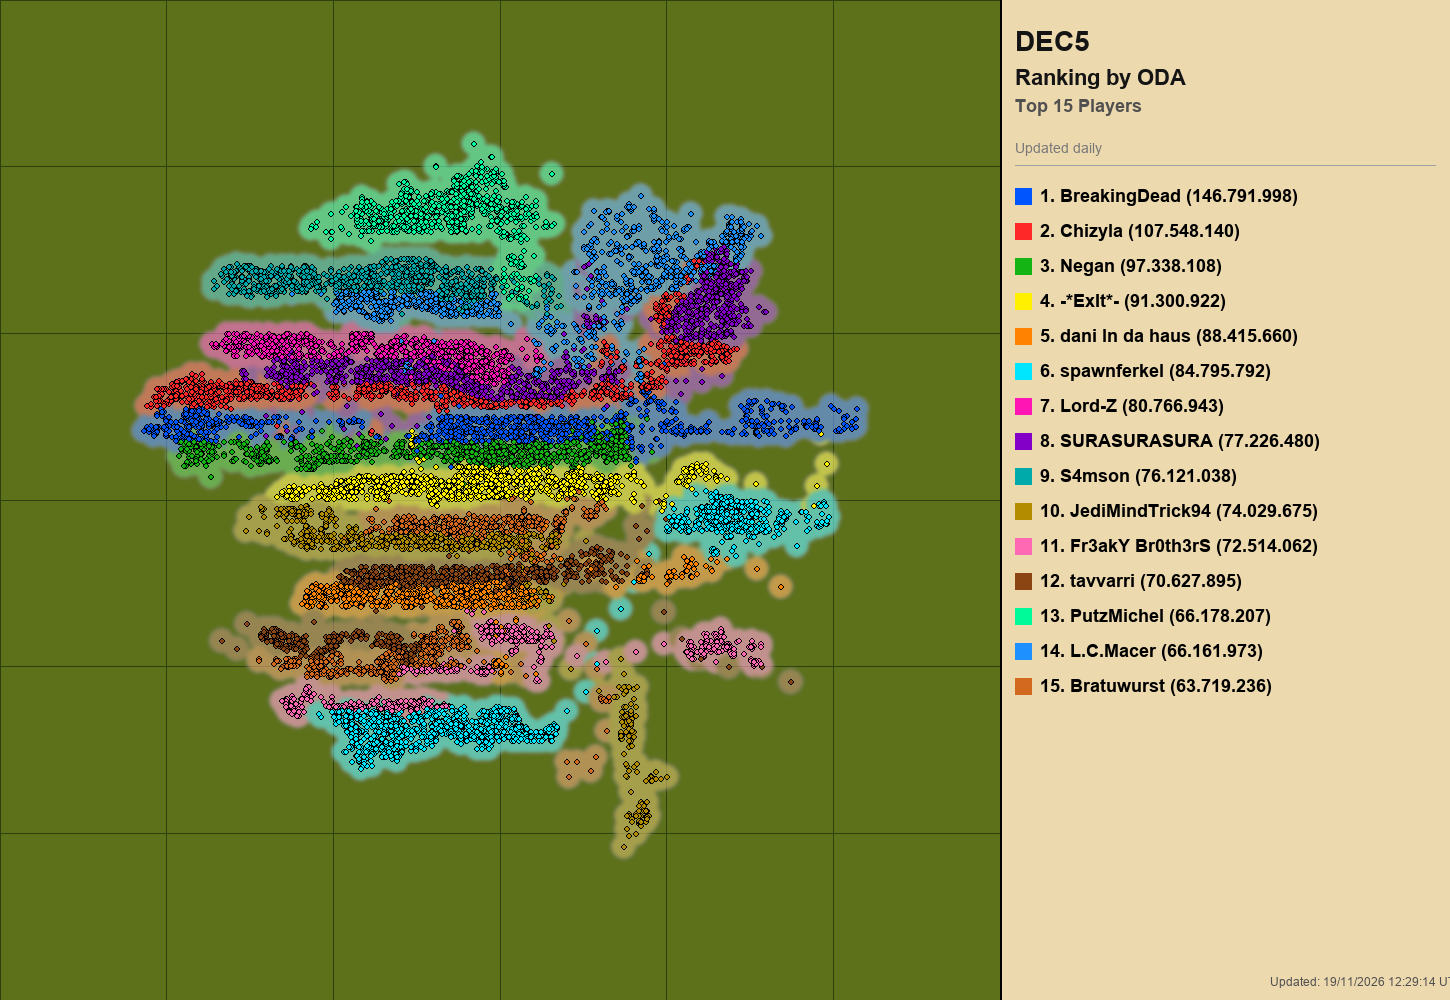 DEC5
Ranking by ODA
Top 15 Players
Updated daily
1. BreakingDead (146.791.998)
2. Chizyla (107.548.140)
3. Negan (97.338.108)
4. -*ExIt*- (91.300.922)
5. dani in da haus (88.415.660)
6. spawnferkel (84.795.792)
7. Lord-Z (80.766.943)
8. SURASURASURA (77.226.480)
9. S4mson (76.121.038)
10. JediMindTrick94 (74.029.675)
11. Fr3akY Br0th3rS (72.514.062)
12. tavvarri (70.627.895)
13. PutzMichel (66.178.207)
14. L.C.Macer (66.161.973)
15. Bratuwurst (63.719.236)
Updated: 19/11/2026 12:29:14 U